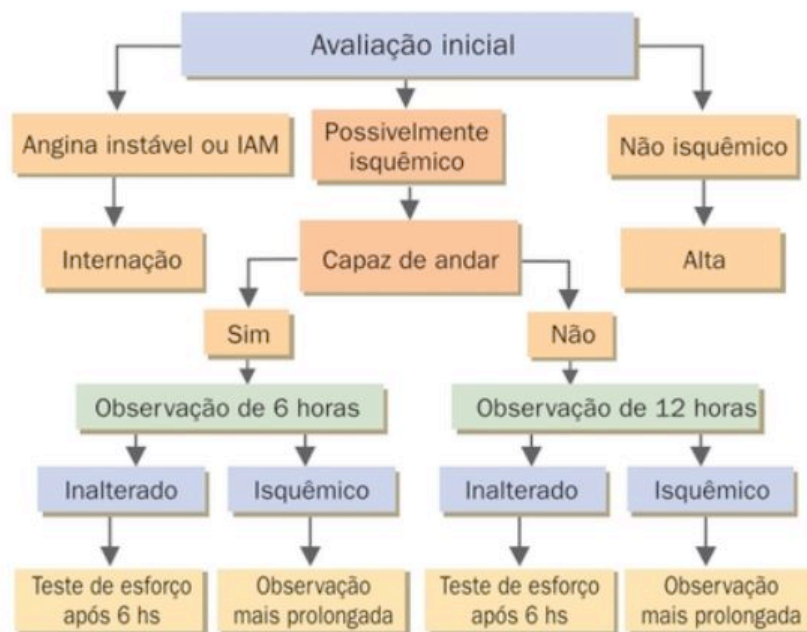 Avaliação inicial
Angina instável ou IAM
Possivelmente
isquêmico
Não isquêmico
Internação
Capaz de andar
Alta
Sim
Não
Observação de 6 horas
Observação de 12 horas
Inalterado
Isquêmico
Inalterado
Isquêmico
Teste de esforço
após 6 hs
Observação
mais prolongada
Teste de esforço
após 6 hs
Observação
mais prolongada